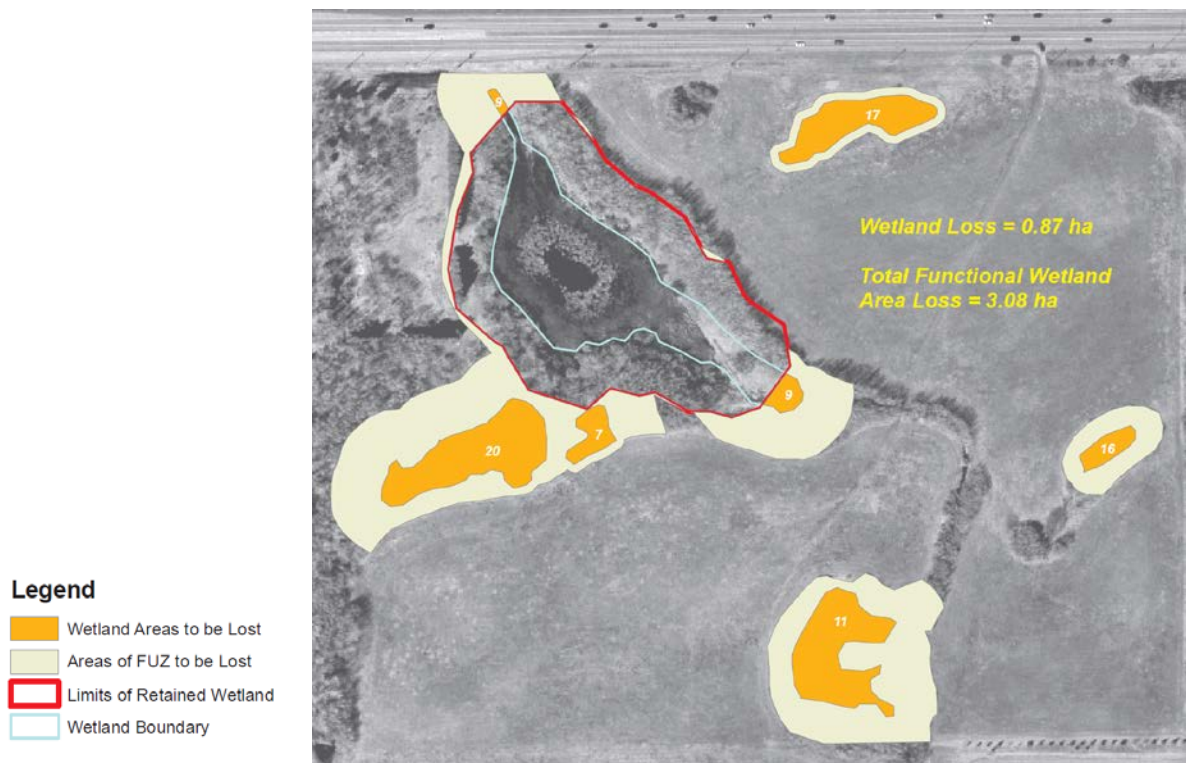 9
17
Wetland Loss = 0.87 ha
Total Functional Wetland
Area Loss = 3.08 ha
9
7
20
16
11
Legend
Wetland Areas to be Lost
Areas of FUZ to be Lost
Limits of Retained Wetland
Wetland Boundary